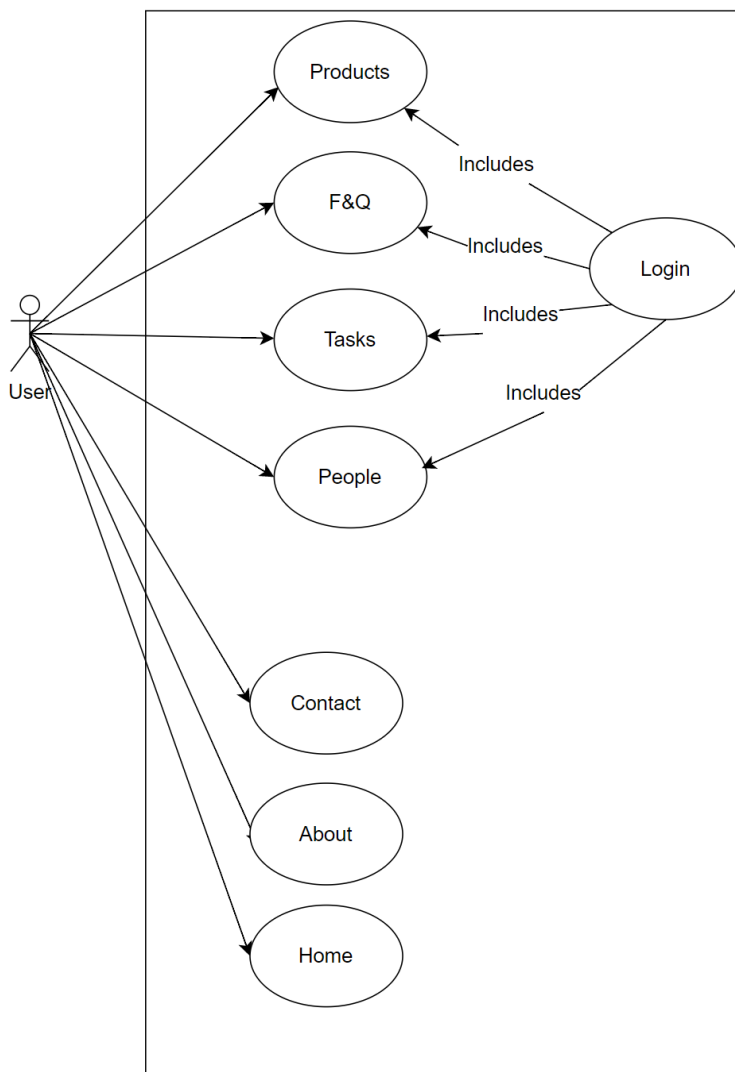 Products
Includes
F&Q
Includes
Login
Includes
Tasks
User
Includes
People
Contact
About
Home